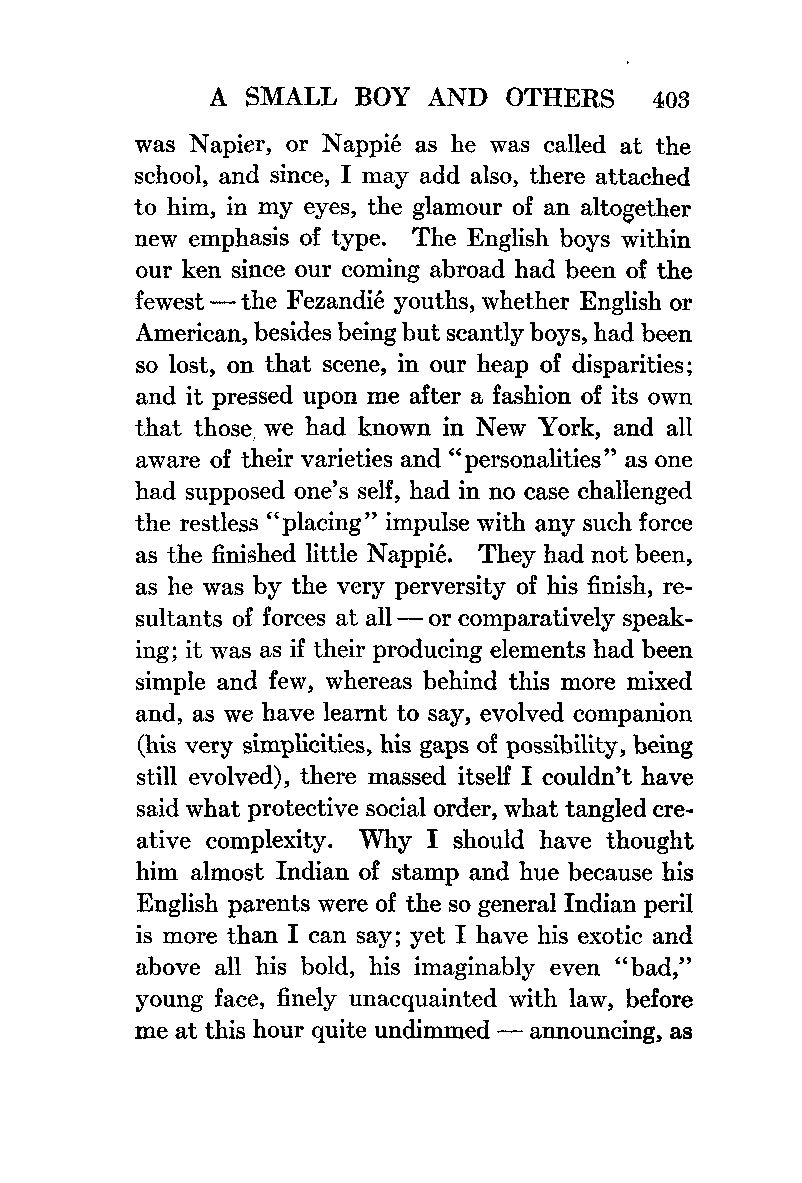 A SMALL BOY AND OTHERS 403
was Napier, or Nappié as he was called at the
school, and since, I may add also, there attached
to him, in my eyes, the glamour of an altogether
new emphasis of type. The English boys within
our ken since our coming abroad had been of the
fewest — the Fezandié youths, whether English or
American, besides being but scantly boys, had been
so lost, on that scene, in our heap of disparities;
and it pressed upon me after a fashion of its own
that those we had known in New York, and all
aware of their varieties and “personalities” as one
had supposed one’s self, had in no case challenged
the restless “placing” impulse with any such force
as the finished little Nappié. They had not been,
as he was by the very perversity of his finish, re-
sultants of forces at all — or comparatively speak-
ing; it was as if their producing elements had been
simple and few, whereas behind this more mixed
and, as we have learnt to say, evolved companion
(his very simplicities, his gaps of possibility, being
still evolved), there massed itself I couldn’t have
said what protective social order, what tangled cre-
ative complexity. Why I should have thought
him almost Indian of stamp and hue because his
English parents were of the so general Indian peril
is more than I can say; yet I have his exotic and
above all his bold, his imaginably even “bad,”
young face, finely unacquainted with law, before
me at this hour quite undimmed — announcing, as